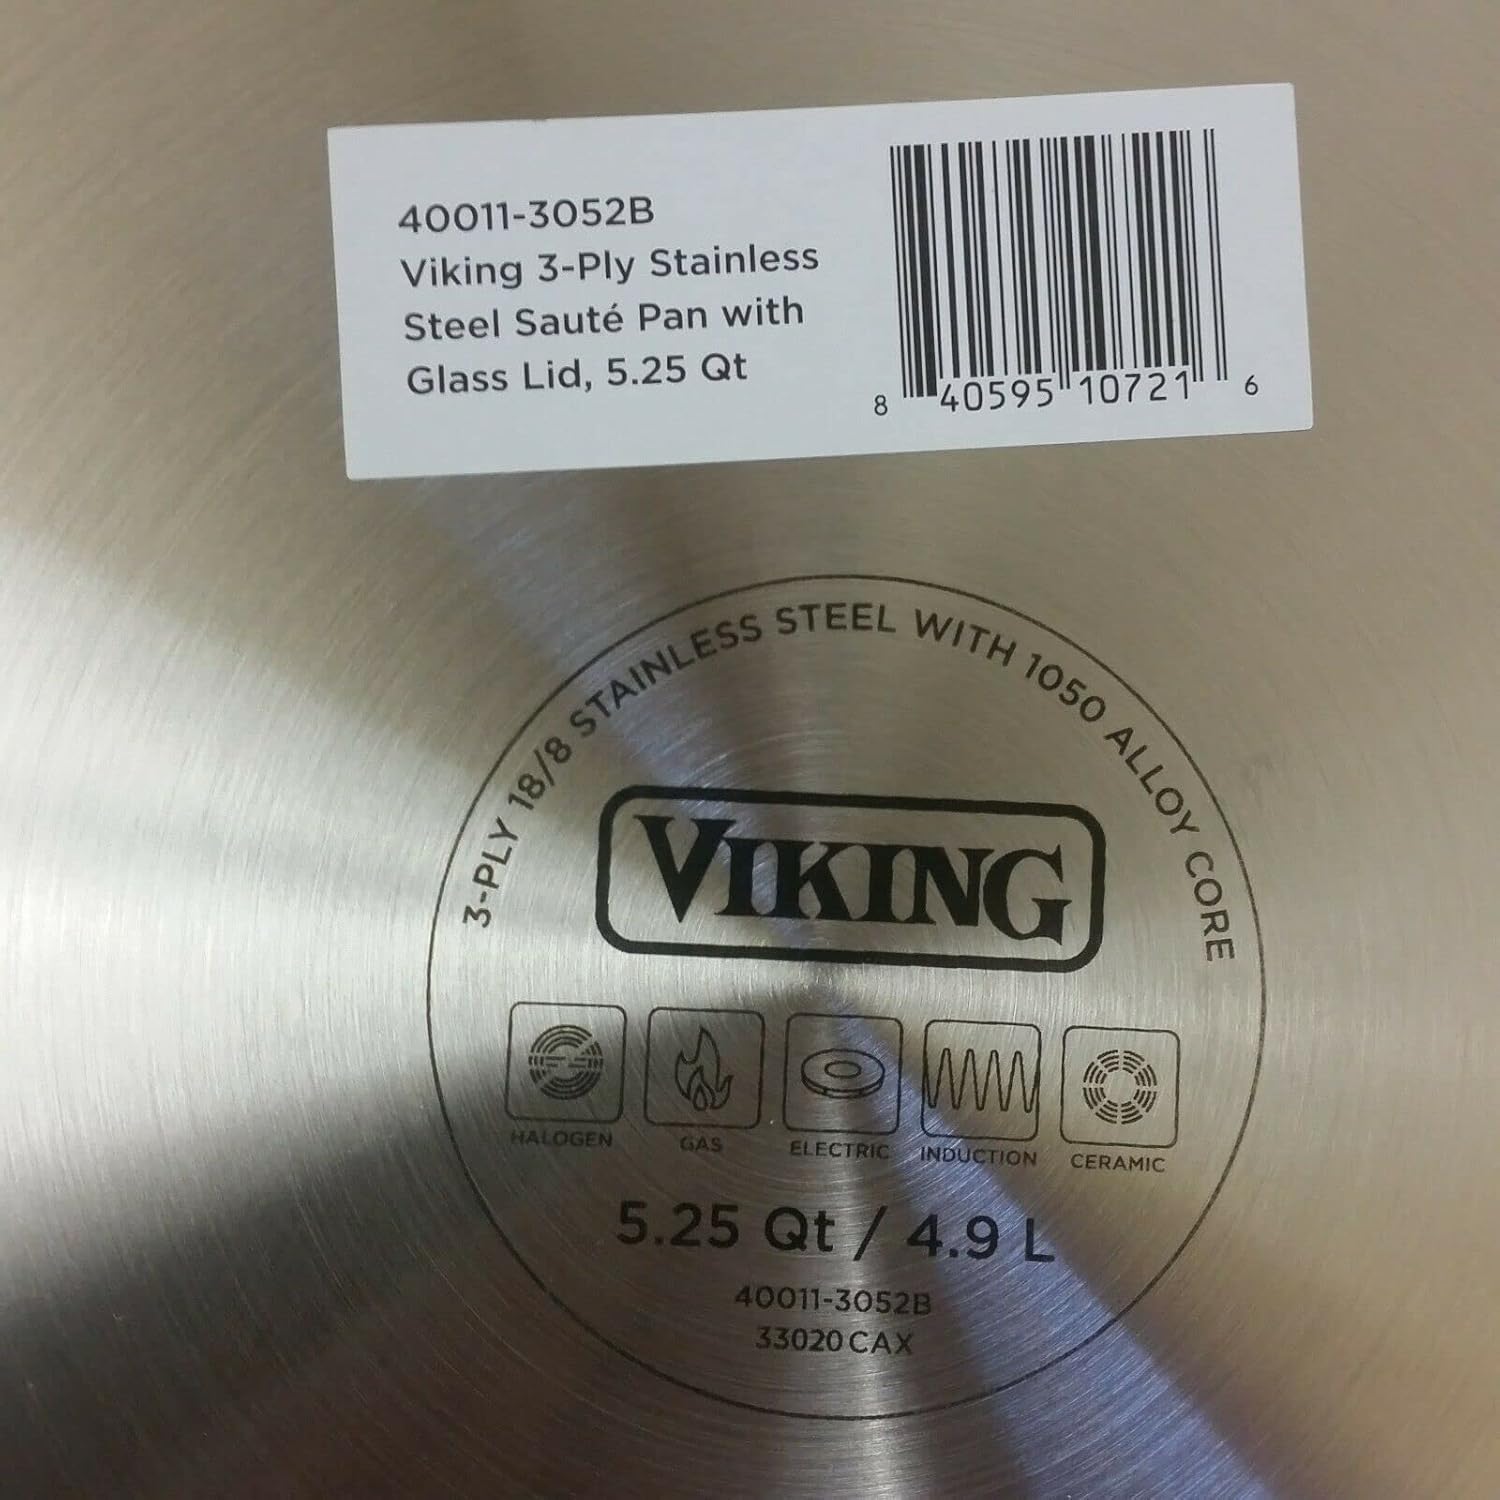 40011-3052B
Viking 3-Ply Stainless
Steel Sauté Pan with
Glass Lid, 5.25 Qt
8 40595 10721 6
3-PLY 18/8 STAINLESS STEEL WITH 1050 ALLOY CORE
VIKING
HALOGEN GAS ELECTRIC INDUCTION CERAMIC
5.25 Qt / 4.9 L
40011-3052B
33020CAX